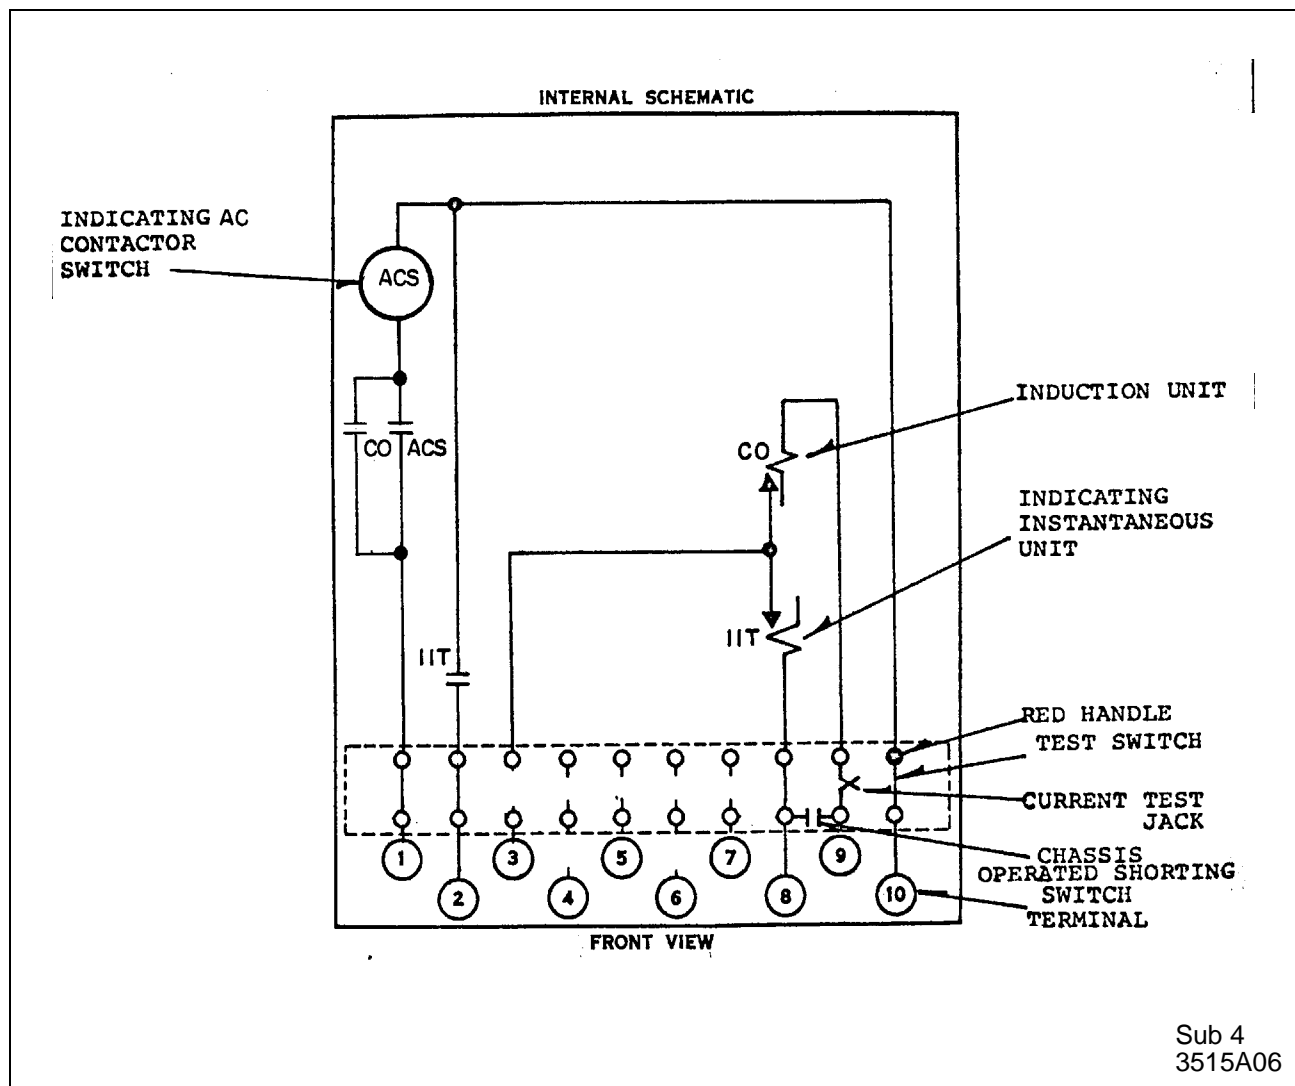 INTERNAL SCHEMATIC
INDICATING AC
CONTACTOR
SWITCH
ACS
CO
ACS
IIT
CO
IIT
INDUCTION UNIT
INDICATING
INSTANTANEOUS
UNIT
RED HANDLE
TEST SWITCH
CURRENT TEST
JACK
CHASSIS
OPERATED SHORTING
SWITCH
TERMINAL
1
2
3
4
5
6
7
8
9
10
FRONT VIEW
Sub 4
3515A06